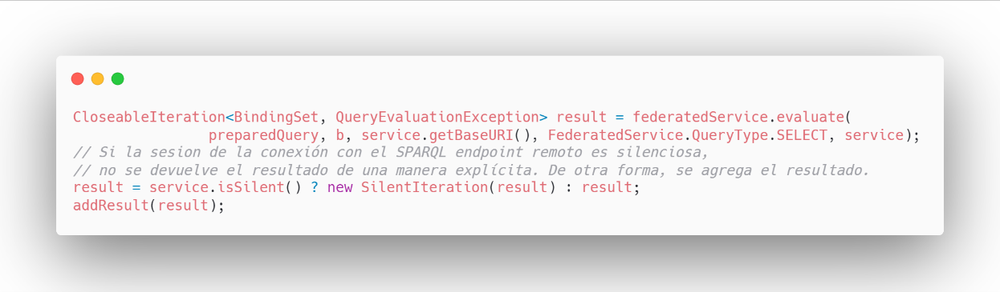 CloseableIteration<BindingSet, QueryEvaluationException> result = federatedService.evaluate(
preparedQuery, b, service.getBaseURI(), FederatedService.QueryType.SELECT, service);
// Si la sesion de la conexión con el SPARQL endpoint remoto es silenciosa,
// no se devuelve el resultado de una manera explícita. De otra forma, se agrega el resultado.
result = service.isSilent() ? new SilentIteration(result) : result;
addResult(result);